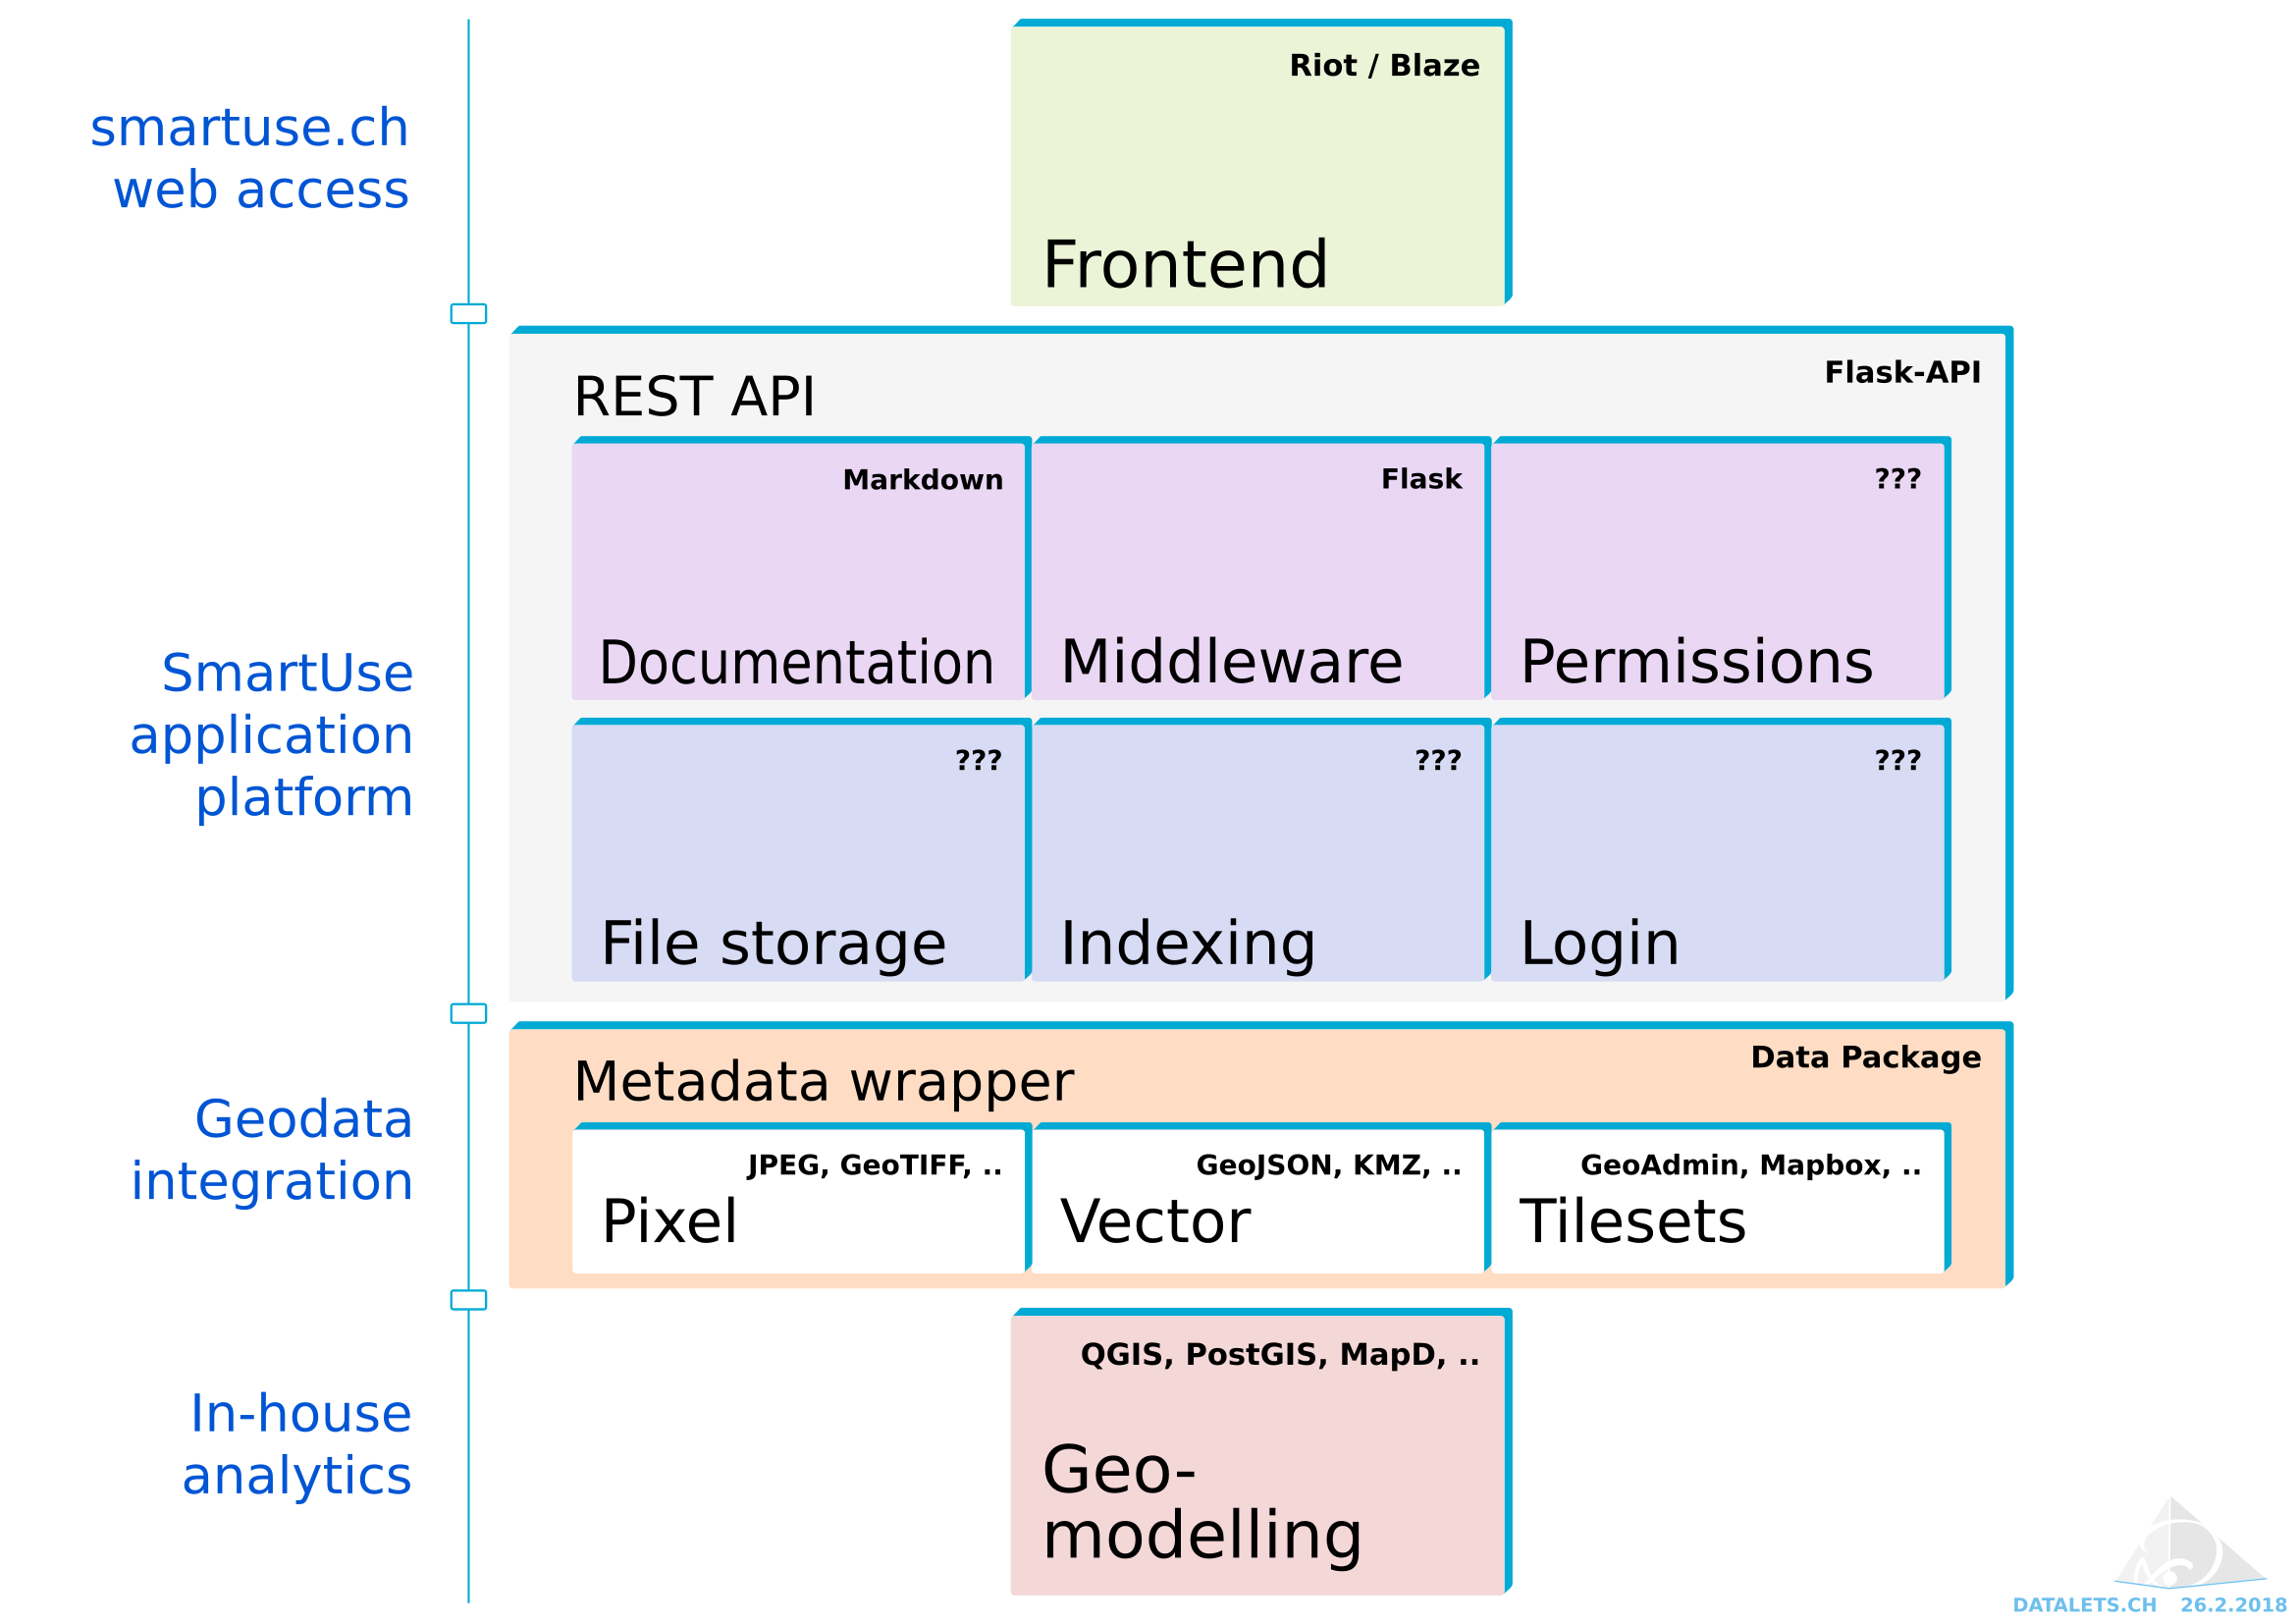 smartuse.ch
web access
Riot / Blaze
Frontend
SmartUse
application
platform
REST API
Flask-API
Markdown
Documentation
Flask
Middleware
???
Permissions
???
File storage
???
Indexing
???
Login
Geodata
integration
Metadata wrapper
Data Package
JPEG, GeoTIFF, ..
Pixel
GeoJSON, KMZ, ..
Vector
GeoAdmin, Mapbox, ..
Tilesets
In-house
analytics
QGIS, PostGIS, MapD, ..
Geo-
modelling
DATALETS.CH 26.2.2018